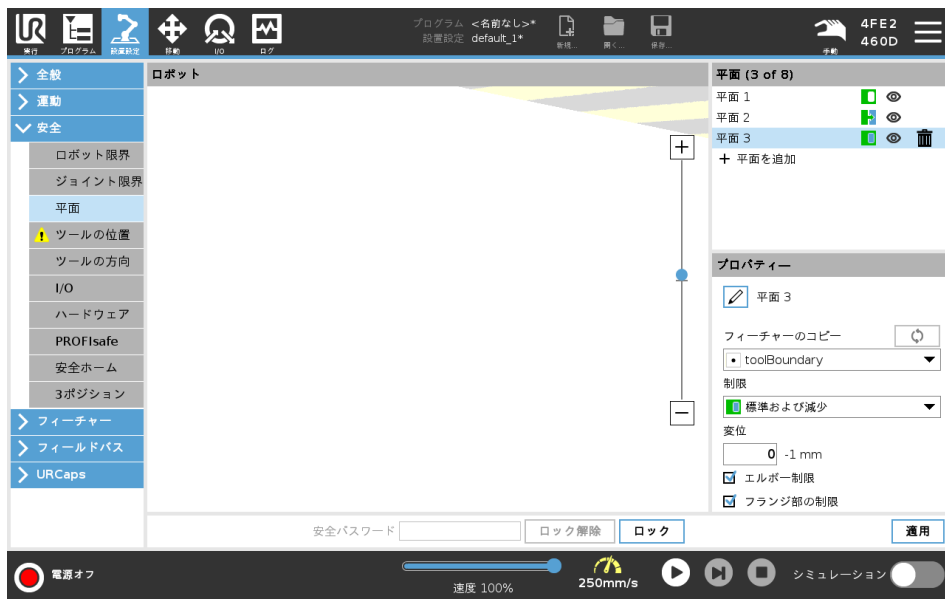 プログラム <名前なし>*
設置設定 default_1*
実行
プログラム
設置設定
移動
I/O
ログ
新規...
開く...
保存...
手動
4FE2
460D
全般
運動
安全
ロボット限界
ジョイント限界
平面
ツールの位置
ツールの方向
I/O
ハードウェア
PROFIsafe
安全ホーム
3ポジション
フィーチャー
フィールドバス
URCaps
ロボット
平面 (3 of 8)
平面 1
平面 2
平面 3
平面を追加
プロパティー
平面 3
フィーチャーのコピー
toolBoundary
制限
標準および減少
変位
0 -1 mm
エルボー制限
フランジ部の制限
安全パスワード
ロック解除
ロック
適用
電源オフ
速度 100%
250mm/s
シミュレーション